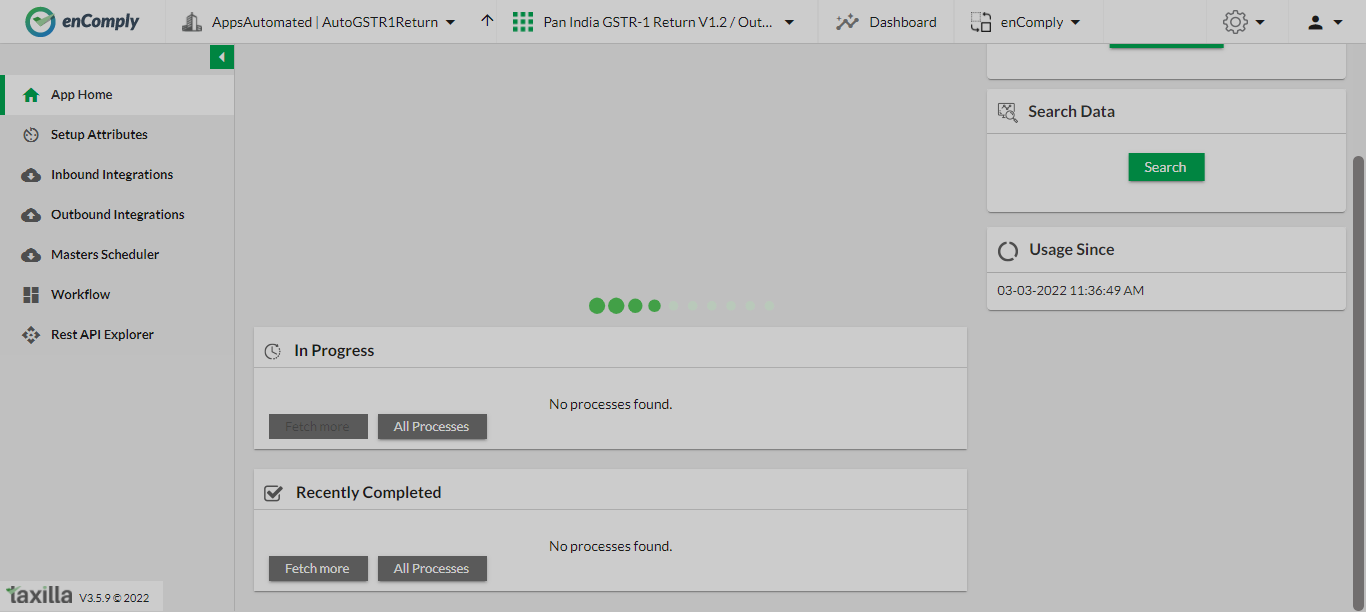 enComply
AppsAutomated | AutoGSTR1Return
Pan India GSTR-1 Return V1.2 / Out...
Dashboard
enComply
App Home
Setup Attributes
Inbound Integrations
Outbound Integrations
Masters Scheduler
Workflow
Rest API Explorer
Search Data
Search
Usage Since
03-03-2022 11:36:49 AM
In Progress
No processes found.
Fetch more
All Processes
Recently Completed
No processes found.
Fetch more
All Processes
taxilla V3.5.9 © 2022